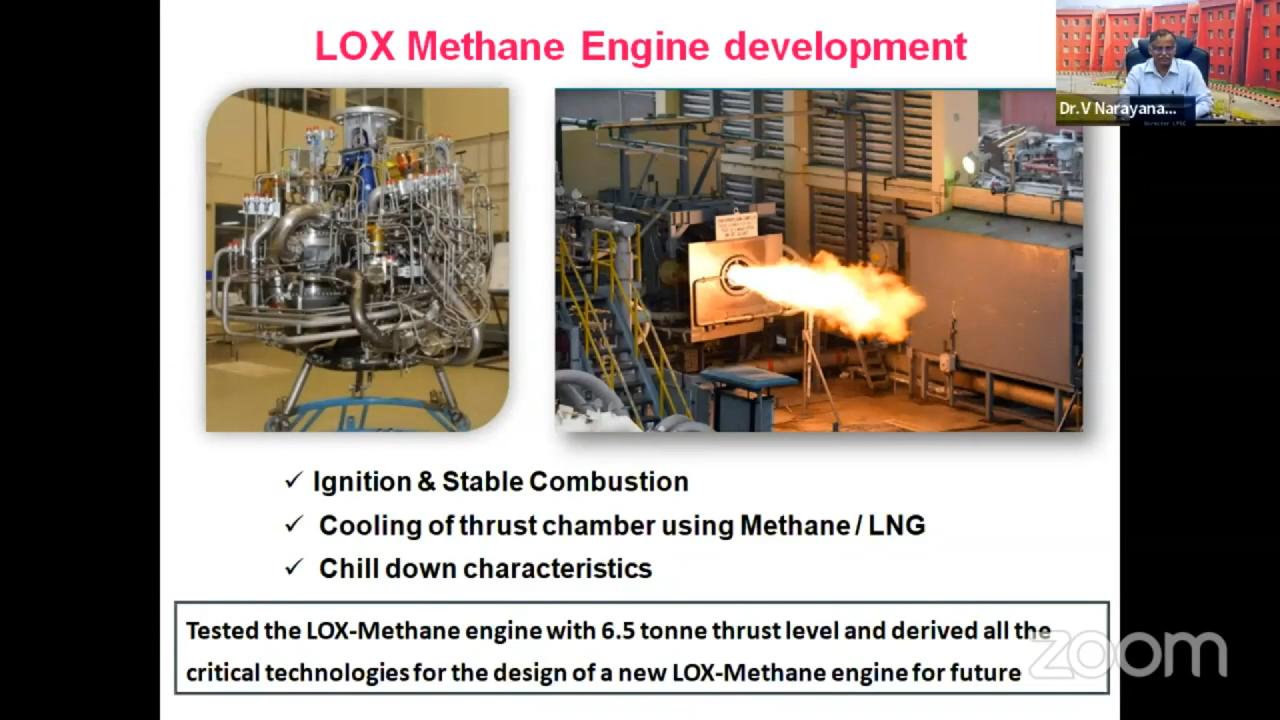 LOX Methane Engine development
Dr.V Narayana...
Director LPSC
✓ Ignition & Stable Combustion
✓ Cooling of thrust chamber using Methane / LNG
✓ Chill down characteristics
Tested the LOX-Methane engine with 6.5 tonne thrust level and derived all the
critical technologies for the design of a new LOX-Methane engine for future
zoom